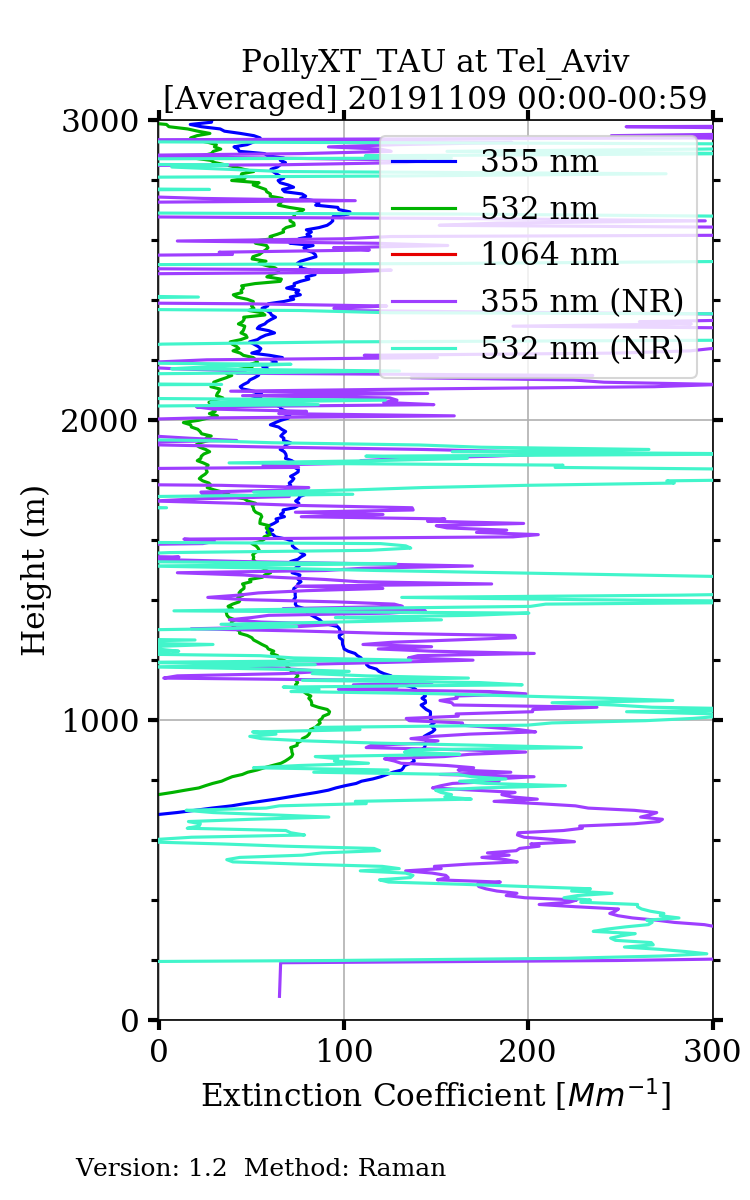 PollyXT_TAU at Tel_Aviv
[Averaged] 20191109 00:00-00:59
3000
355 nm
532 nm
1064 nm
355 nm (NR)
532 nm (NR)
2000
Height (m)
1000
0
0 100 200 300
Extinction Coefficient [Mm⁻¹]
Version: 1.2 Method: Raman